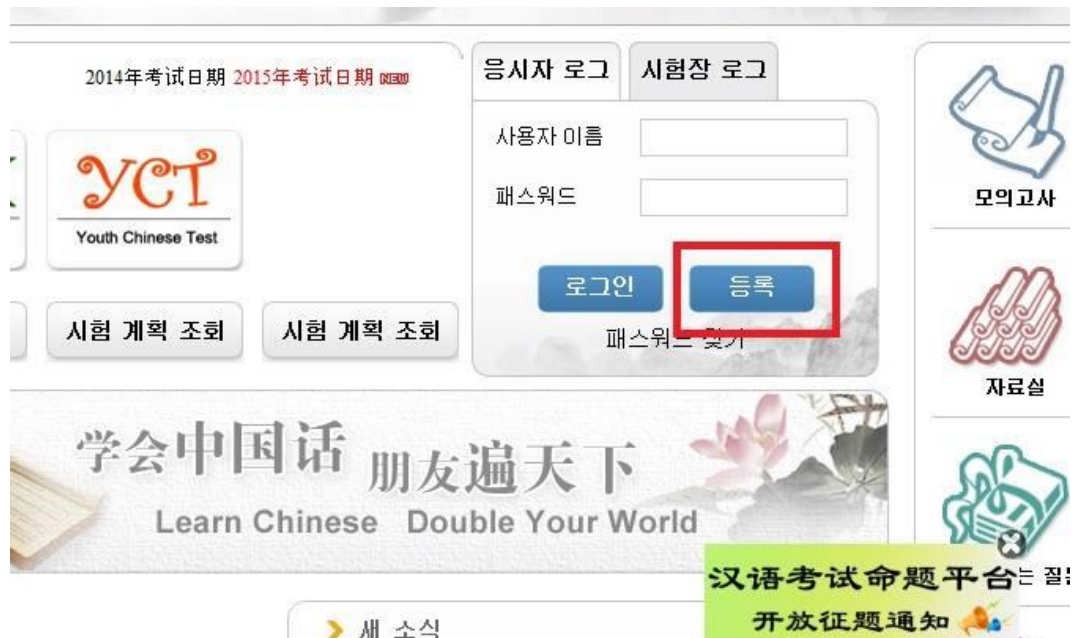 2014年考试日期 2015年考试日期 NEW
응시자 로그
시험장 로그
사용자 이름
패스워드
YCT
Youth Chinese Test
로그인
등록
패스워드 찾기
시험 계획 조회
시험 계획 조회
모의고사
자료실
学会中国话 朋友遍天下
Learn Chinese Double Your World
는 질문
汉语考试命题平台
开放征题通知
새 소식